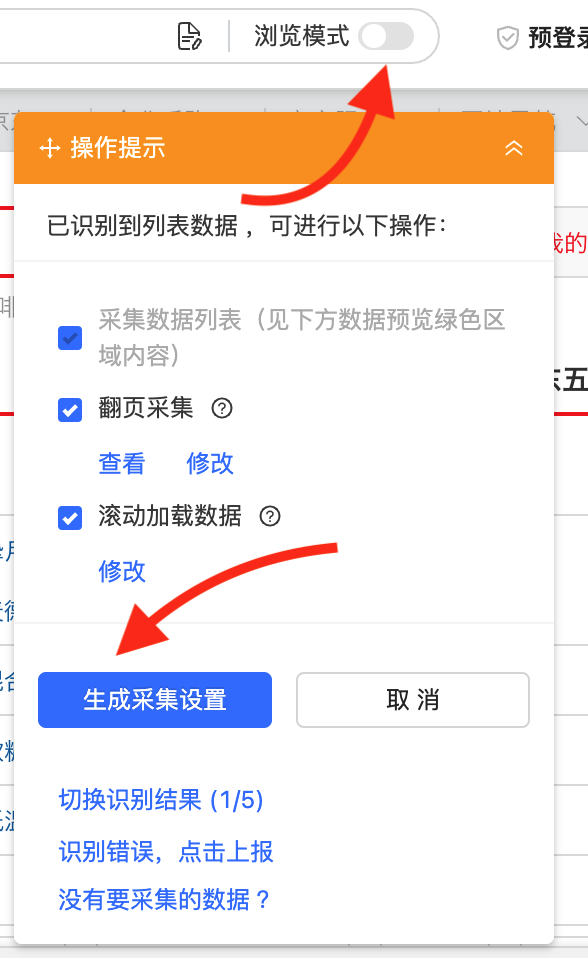 浏览模式
预登录
操作提示
已识别到列表数据，可进行以下操作：
我的
采集数据列表（见下方数据预览绿色区
域内容）
东五
翻页采集
查看 修改
滚动加载数据
修改
生成采集设置 取 消
切换识别结果 (1/5)
识别错误，点击上报
没有要采集的数据？